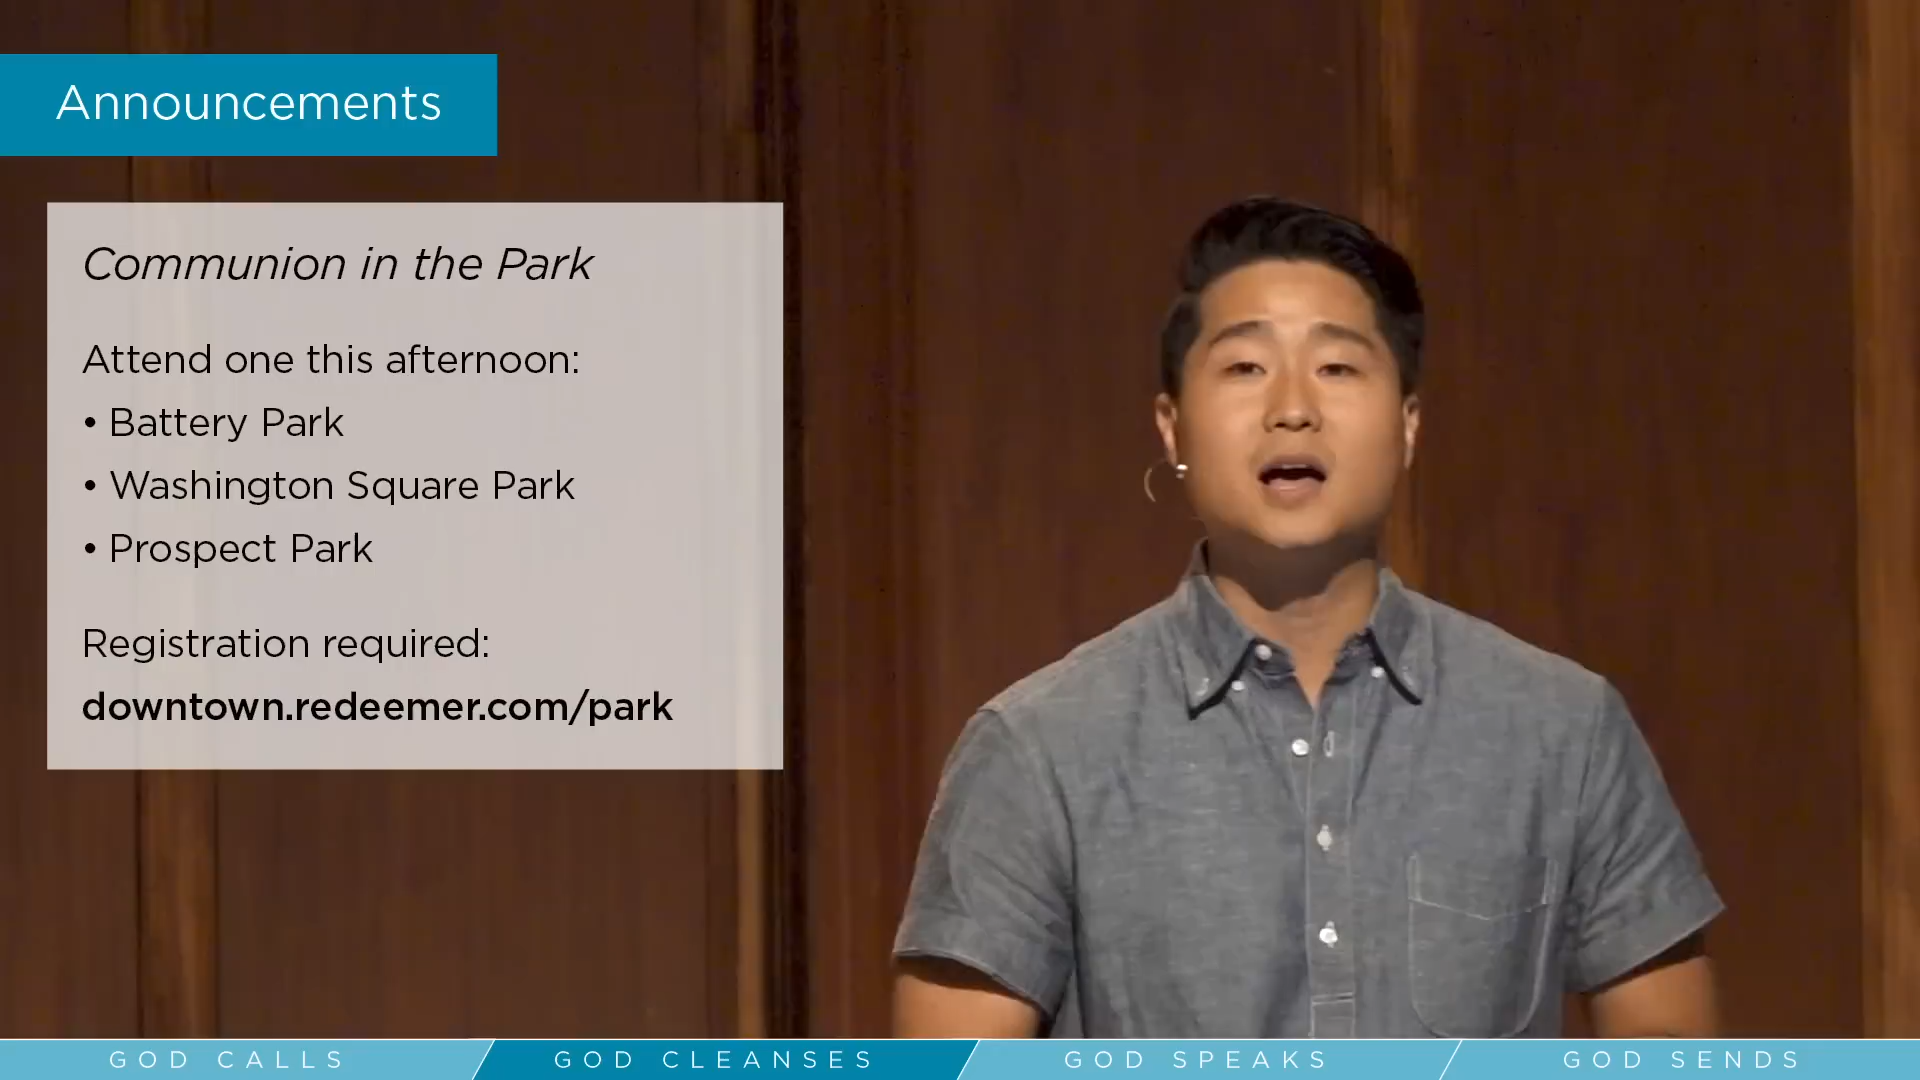 Announcements
Communion in the Park
Attend one this afternoon:
• Battery Park
• Washington Square Park
• Prospect Park
Registration required:
downtown.redeemer.com/park
GOD CALLS
GOD CLEANSES
GOD SPEAKS
GOD SENDS